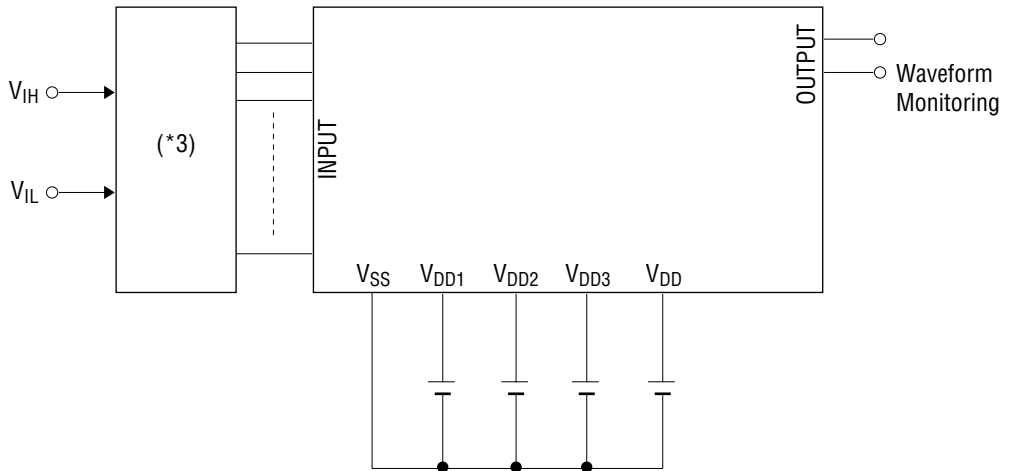 OUTPUT
Waveform
Monitoring
V_IH
(*3)
INPUT
V_IL
V_SS V_DD1 V_DD2 V_DD3 V_DD